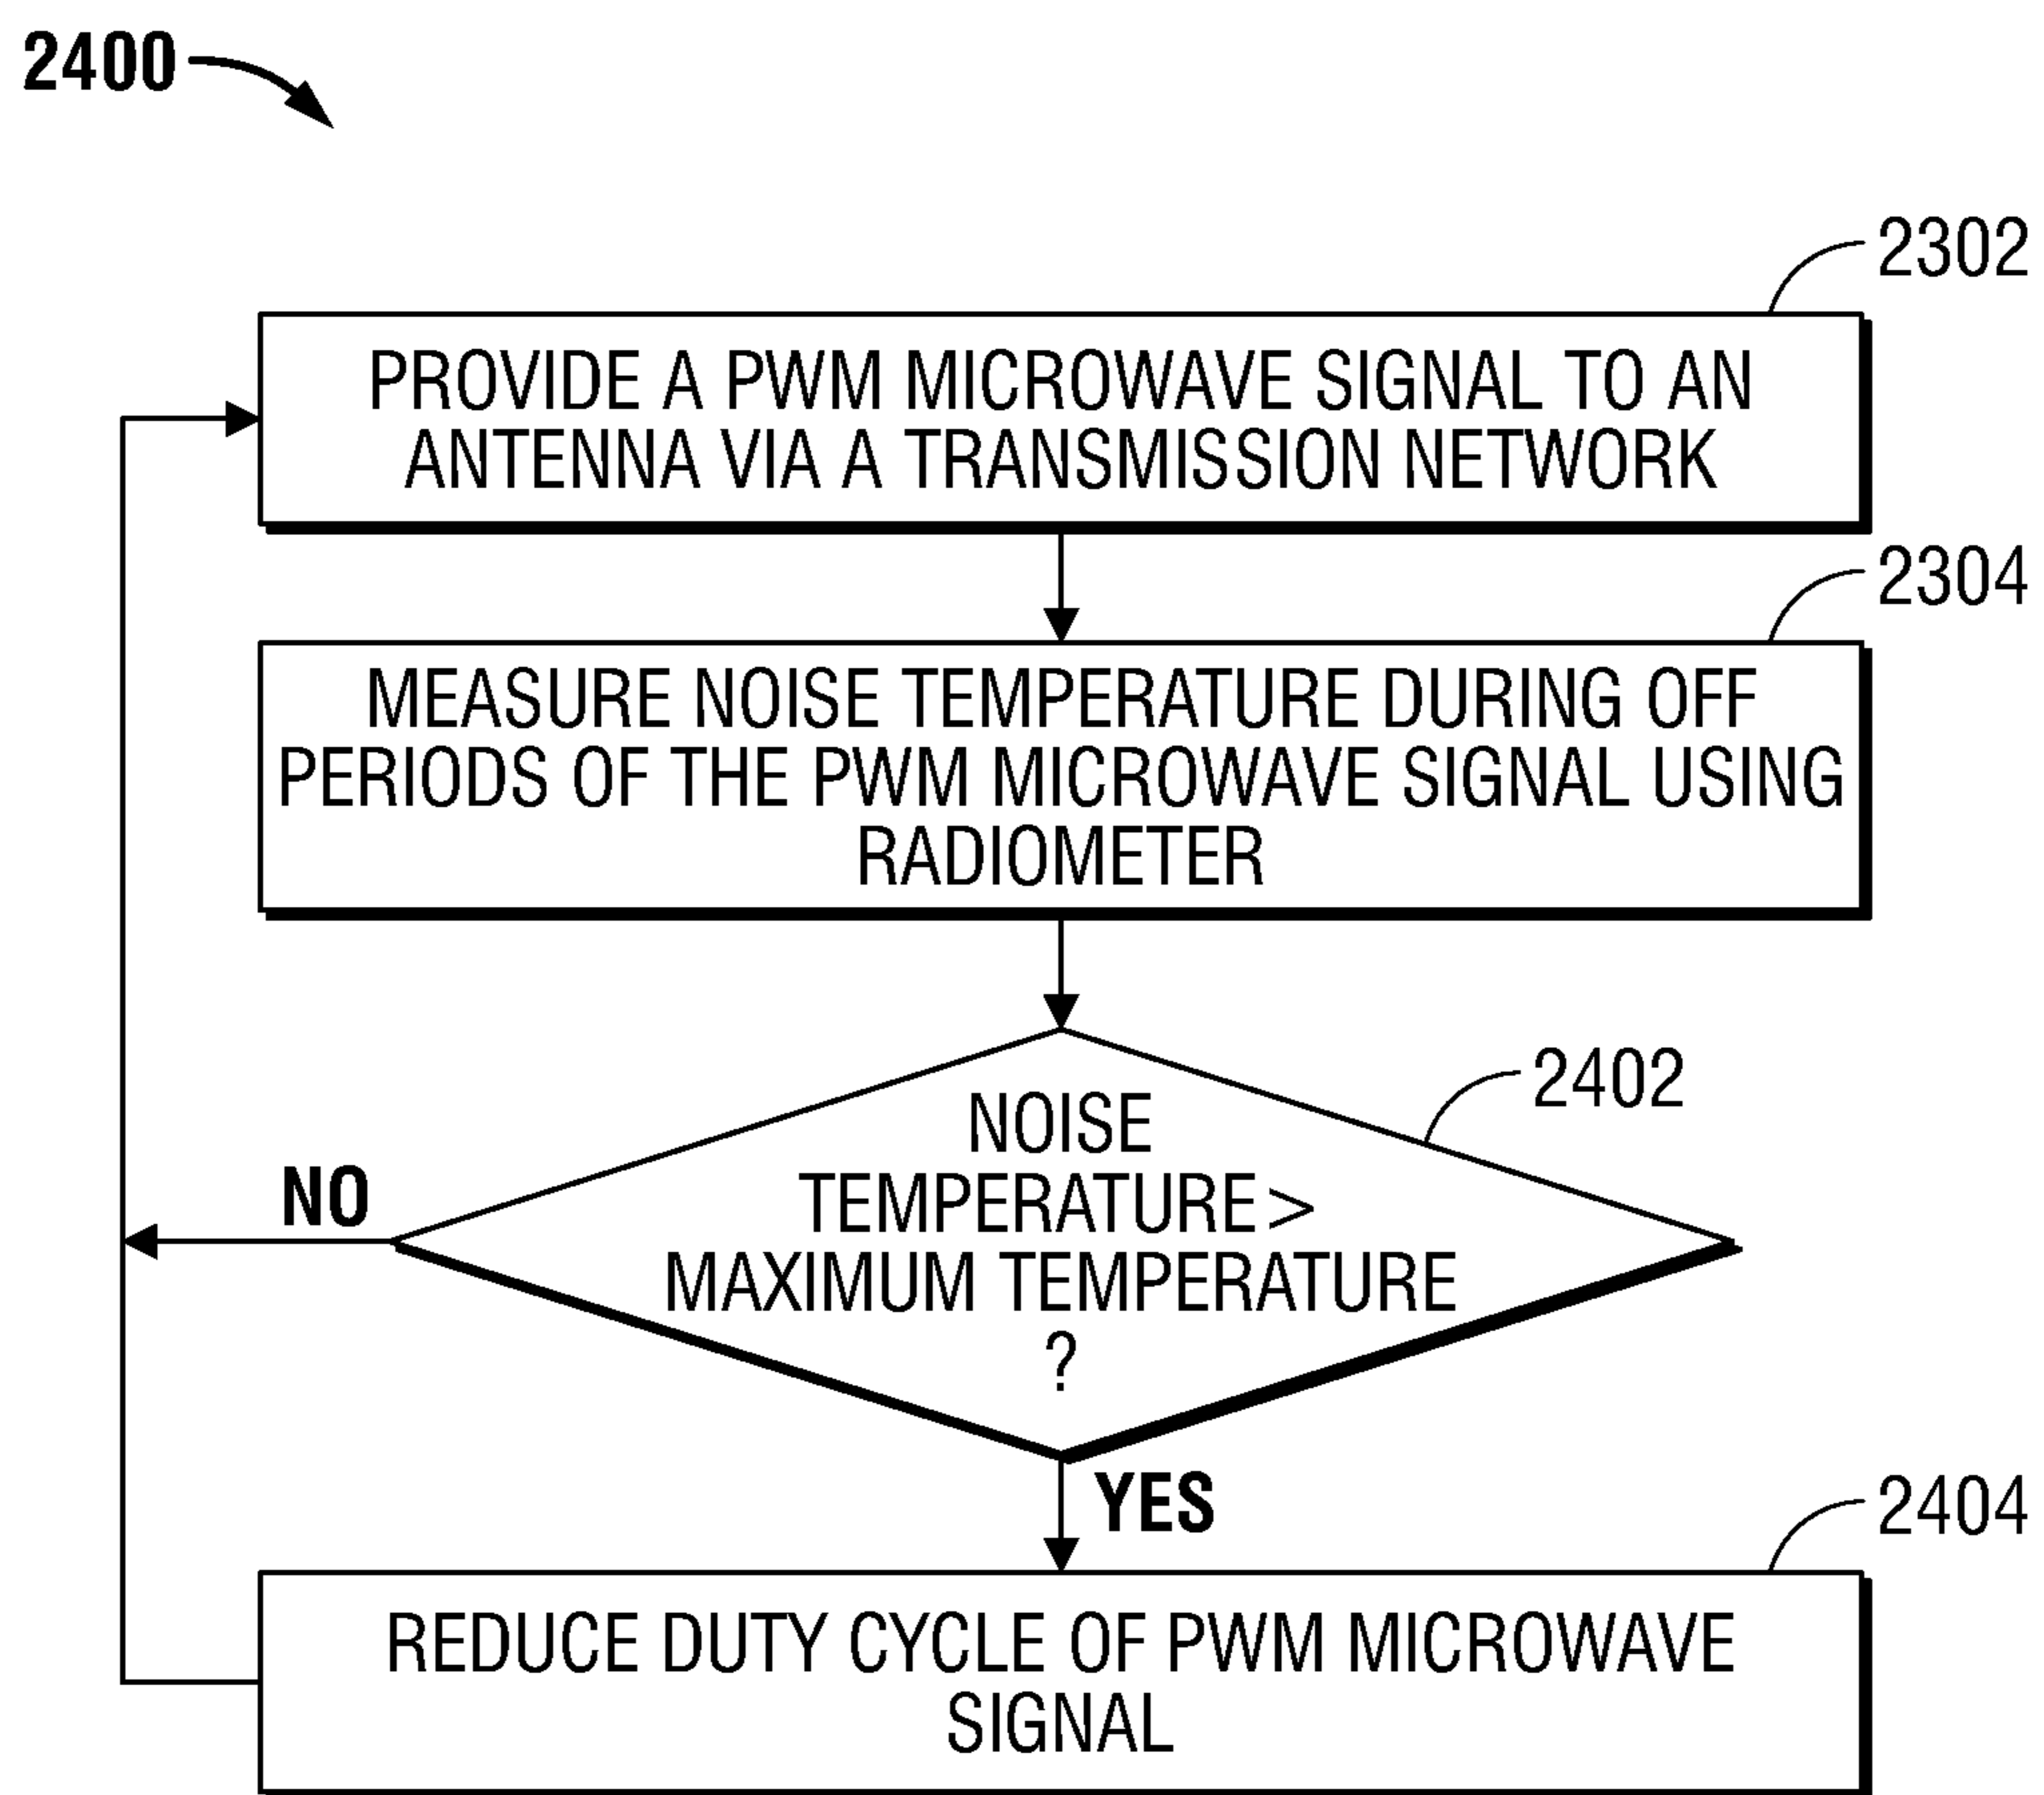 2400
2302
PROVIDE A PWM MICROWAVE SIGNAL TO AN
ANTENNA VIA A TRANSMISSION NETWORK
2304
MEASURE NOISE TEMPERATURE DURING OFF
PERIODS OF THE PWM MICROWAVE SIGNAL USING
RADIOMETER
2402
NOISE
TEMPERATURE >
MAXIMUM TEMPERATURE
?
NO
YES
2404
REDUCE DUTY CYCLE OF PWM MICROWAVE
SIGNAL